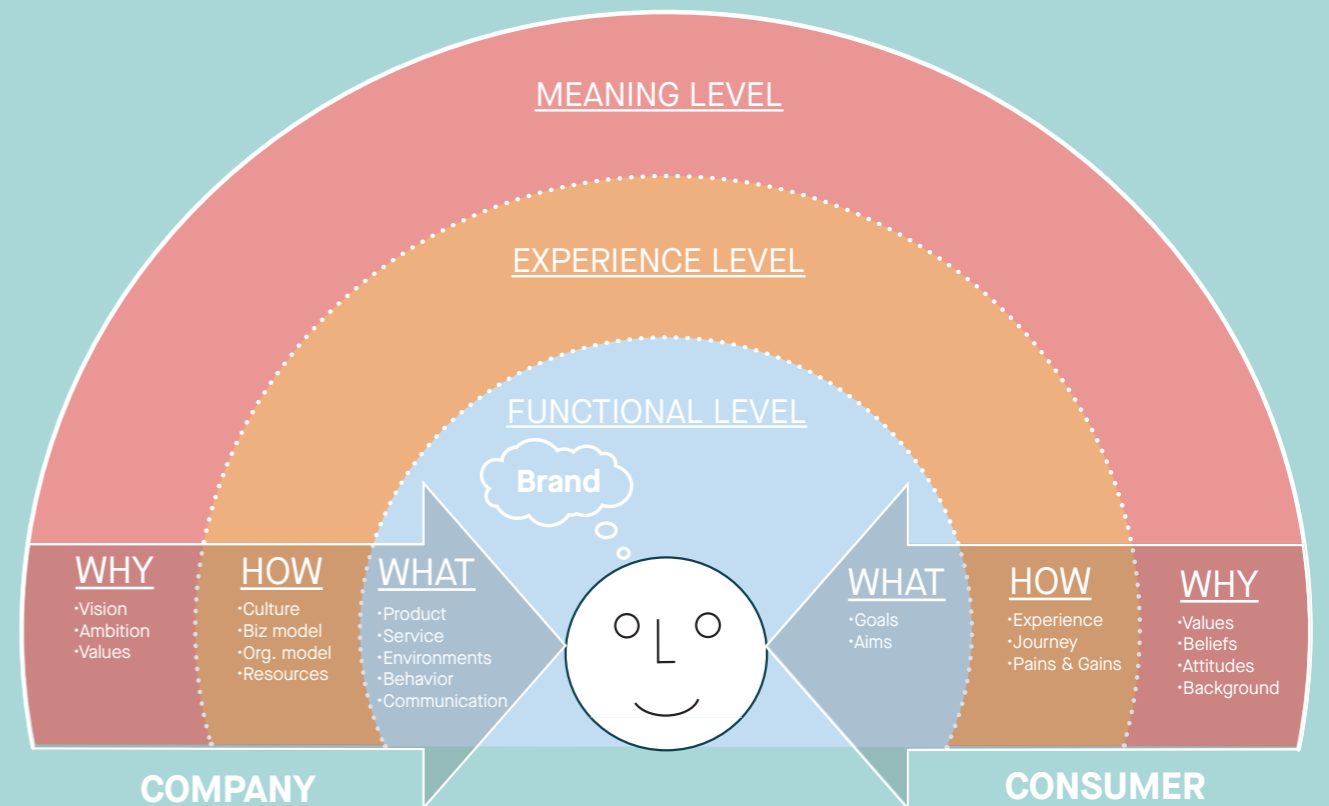 MEANING LEVEL
EXPERIENCE LEVEL
FUNCTIONAL LEVEL
Brand
WHY
•Vision
•Ambition
•Values
HOW
•Culture
•Biz model
•Org. model
•Resources
WHAT
•Product
•Service
•Environments
•Behavior
•Communication
WHAT
•Goals
•Aims
HOW
•Experience
•Journey
•Pains & Gains
WHY
•Values
•Beliefs
•Attitudes
•Background
COMPANY
CONSUMER